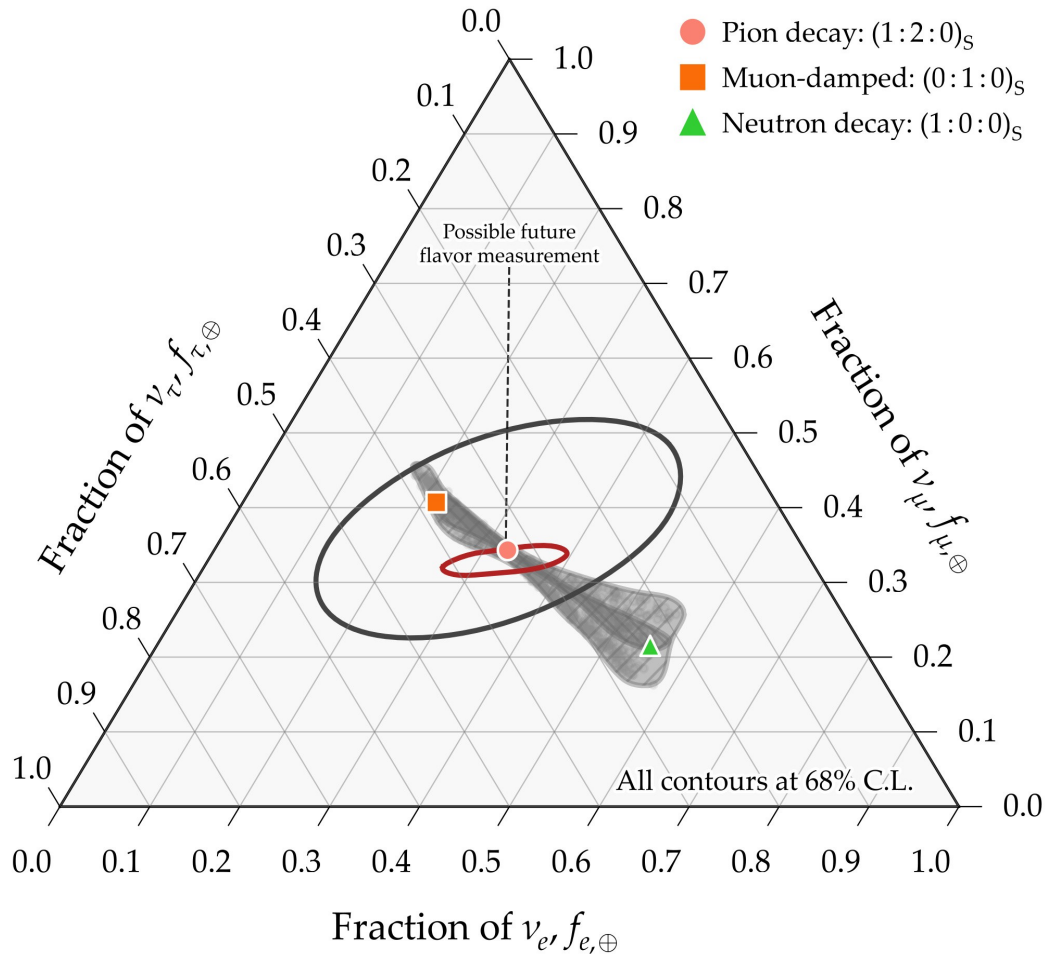 Pion decay: (1:2:0)S
Muon-damped: (0:1:0)S
Neutron decay: (1:0:0)S
0.0
0.1
0.2
0.3
0.4
0.5
0.6
0.7
0.8
0.9
1.0
Fraction of ντ, fτ,⊕
1.0
0.9
0.8
0.7
0.6
0.5
0.4
0.3
0.2
0.1
0.0
Fraction of νμ, fμ,⊕
Possible future
flavor measurement
All contours at 68% C.L.
0.0 0.1 0.2 0.3 0.4 0.5 0.6 0.7 0.8 0.9 1.0
Fraction of νe, fe,⊕